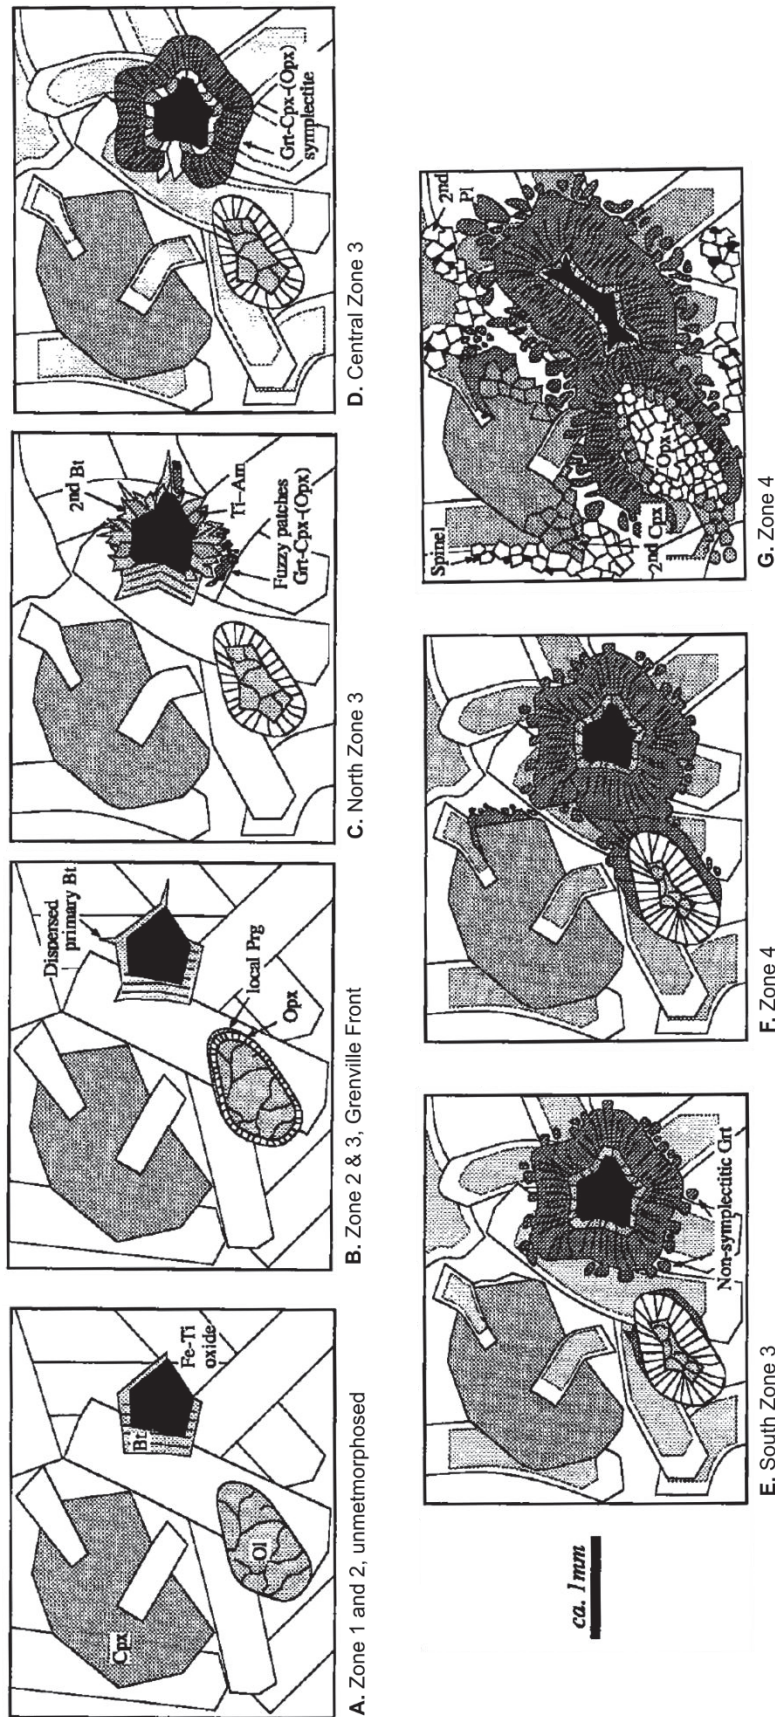 Cpx
Bt
Ol
Fe-Ti
oxide
A. Zone 1 and 2, unmetmorphosed
Dispersed
primary Bt
local Prg
Opx
B. Zone 2 & 3, Grenville Front
2nd Bt
Ti–Am
Fuzzy patches
Grt-Cpx-(Opx)
C. North Zone 3
Grt-Cpx-(Opx)
symplectite
D. Central Zone 3
ca. 1mm
Non-symplectitic Grt
E. South Zone 3
F. Zone 4
Spinel
2nd Cpx
Opx
2nd
Pl
G. Zone 4